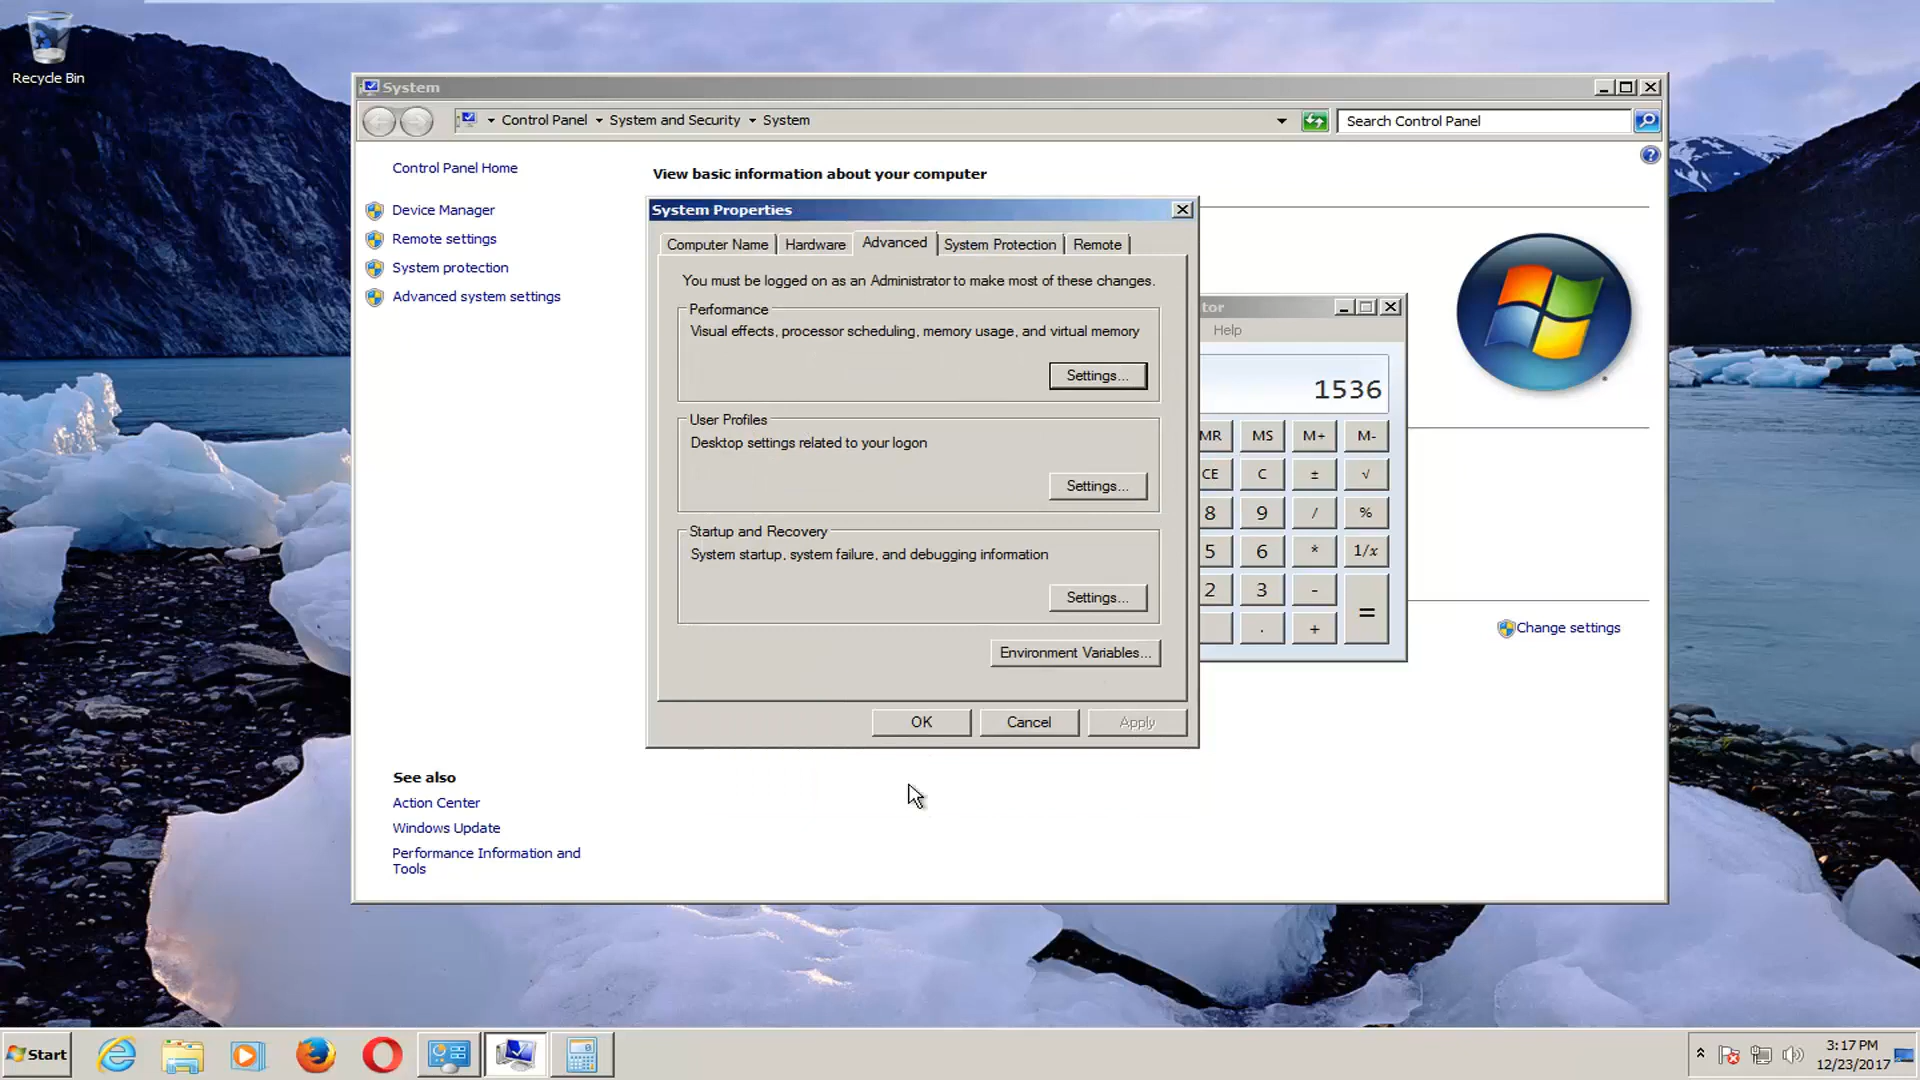 Recycle Bin
System
Control Panel
System and Security
System
Search Control Panel
Control Panel Home
Device Manager
Remote settings
System protection
Advanced system settings
View basic information about your computer
System Properties
Computer Name
Hardware
Advanced
System Protection
Remote
You must be logged on as an Administrator to make most of these changes.
Performance
Visual effects, processor scheduling, memory usage, and virtual memory
Settings...
User Profiles
Desktop settings related to your logon
Settings...
Startup and Recovery
System startup, system failure, and debugging information
Settings...
Environment Variables...
OK
Cancel
Apply
tor
Help
1536
MR MS M+ M-
CE C ± √
8 9 / %
5 6 * 1/x
2 3 - =
. +
Change settings
See also
Action Center
Windows Update
Performance Information and
Tools
Start
3:17 PM
12/23/2017